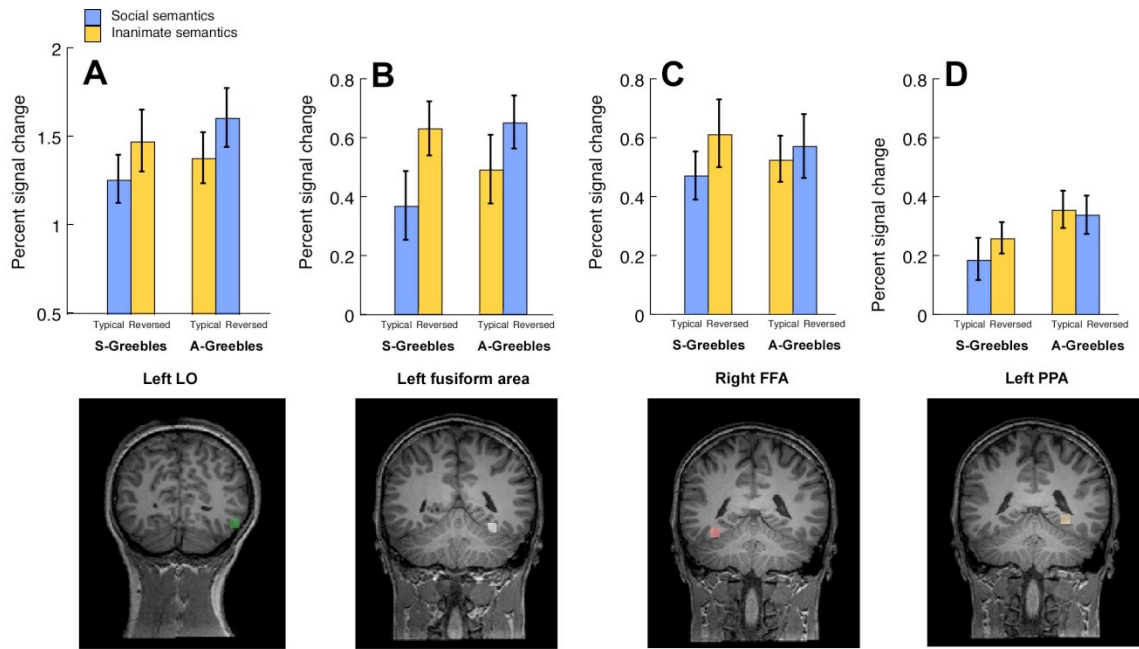 Social semantics
Inanimate semantics
A
Percent signal change
2
1.5
1
0.5
Typical Reversed Typical Reversed
S-Greebles A-Greebles
Left LO
B
Percent signal change
0.8
0.6
0.4
0.2
0
Typical Reversed Typical Reversed
S-Greebles A-Greebles
Left fusiform area
C
Percent signal change
0.8
0.6
0.4
0.2
0
Typical Reversed Typical Reversed
S-Greebles A-Greebles
Right FFA
D
Percent signal change
0.8
0.6
0.4
0.2
0
Typical Reversed Typical Reversed
S-Greebles A-Greebles
Left PPA